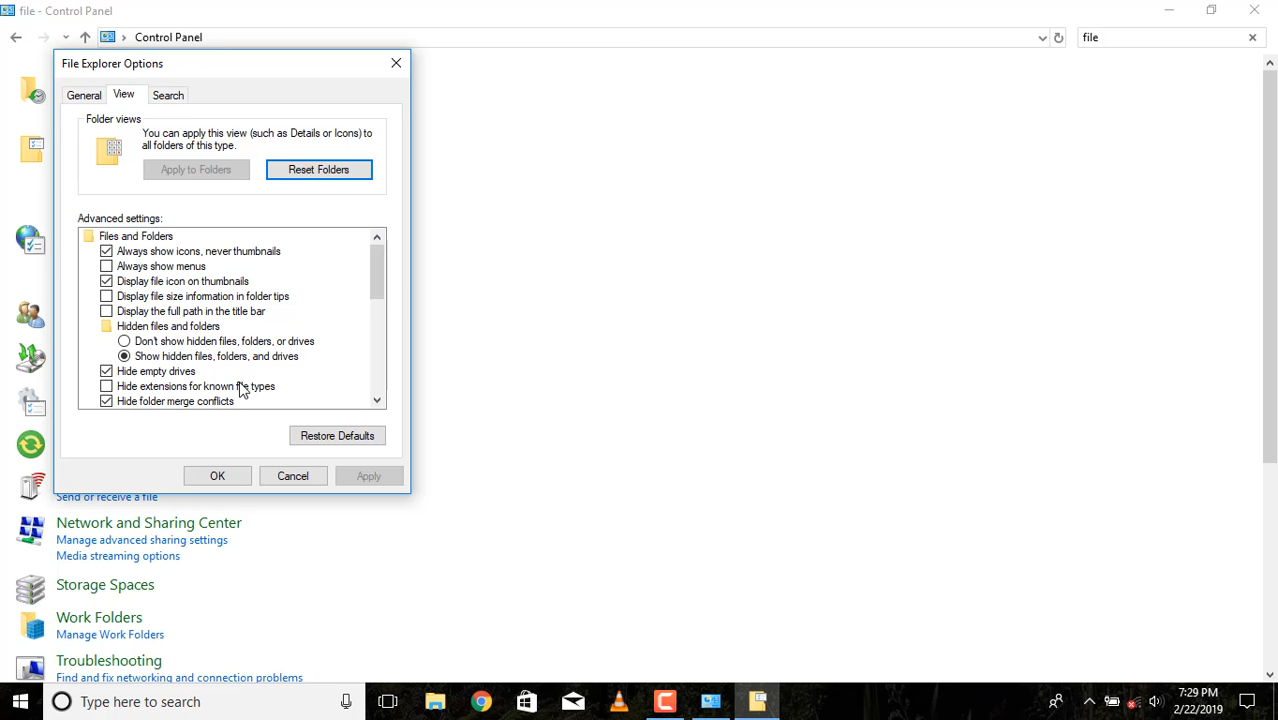 file - Control Panel
Control Panel
file
File Explorer Options
General
View
Search
Folder views
You can apply this view (such as Details or Icons) to
all folders of this type.
Apply to Folders
Reset Folders
Advanced settings:
Files and Folders
Always show icons, never thumbnails
Always show menus
Display file icon on thumbnails
Display file size information in folder tips
Display the full path in the title bar
Hidden files and folders
Don't show hidden files, folders, or drives
Show hidden files, folders, and drives
Hide empty drives
Hide extensions for known file types
Hide folder merge conflicts
Restore Defaults
OK
Cancel
Apply
Send or receive a file
Network and Sharing Center
Manage advanced sharing settings
Media streaming options
Storage Spaces
Work Folders
Manage Work Folders
Troubleshooting
Find and fix networking and connection problems
Type here to search
7:29 PM
2/22/2019